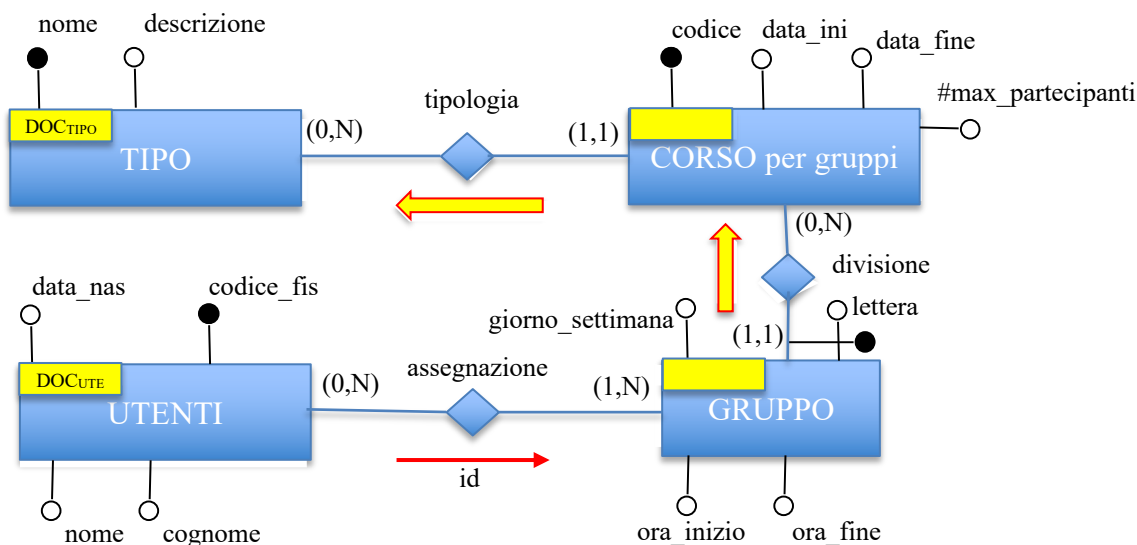 nome
descrizione
codice
data_ini
data_fine
#max_partecipanti
tipologia
DOCTIPO
TIPO
(0,N)
(1,1)
CORSO per gruppi
(0,N)
divisione
data_nas
codice_fis
giorno_settimana
(1,1)
lettera
DOCUTE
UTENTI
(0,N)
assegnazione
(1,N)
GRUPPO
id
nome
cognome
ora_inizio
ora_fine